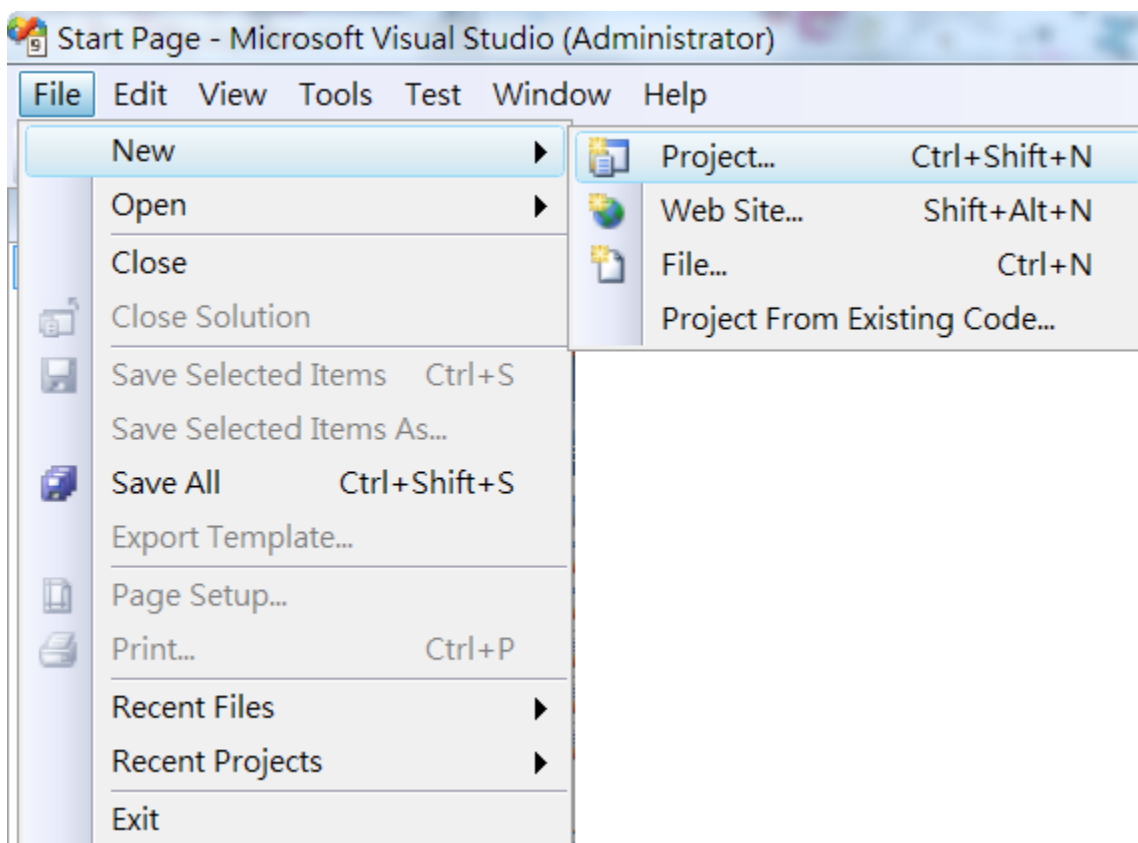 Start Page - Microsoft Visual Studio (Administrator)
File Edit View Tools Test Window Help
New
Open
Close
Close Solution
Save Selected Items Ctrl+S
Save Selected Items As...
Save All Ctrl+Shift+S
Export Template...
Page Setup...
Print... Ctrl+P
Recent Files
Recent Projects
Exit
Project... Ctrl+Shift+N
Web Site... Shift+Alt+N
File... Ctrl+N
Project From Existing Code...
9